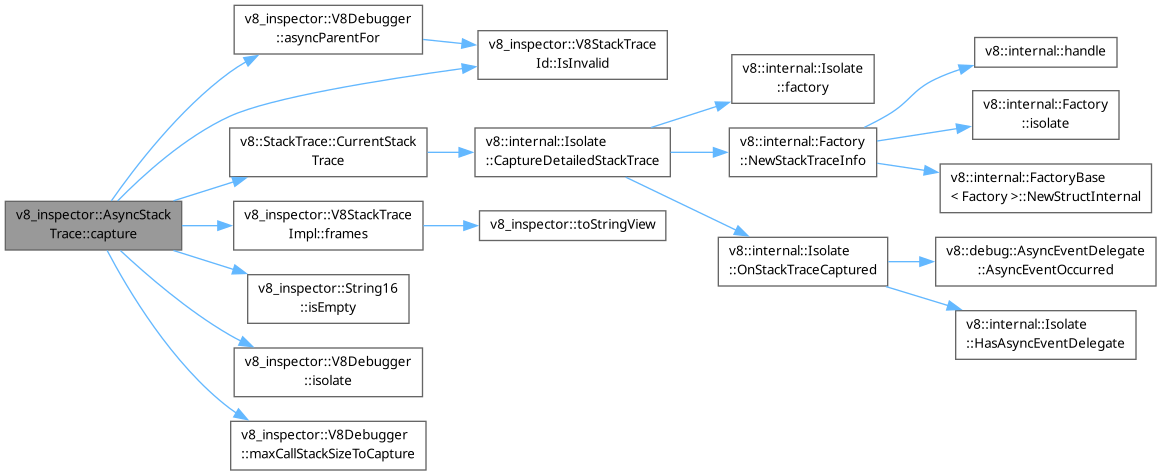 v8_inspector::AsyncStack
Trace::capture
v8_inspector::V8Debugger
::asyncParentFor
v8_inspector::V8StackTrace
Id::IsInvalid
v8::StackTrace::CurrentStack
Trace
v8::internal::Isolate
::CaptureDetailedStackTrace
v8::internal::Isolate
::factory
v8::internal::Factory
::NewStackTraceInfo
v8::internal::handle
v8::internal::Factory
::isolate
v8::internal::FactoryBase
< Factory >::NewStructInternal
v8::internal::Isolate
::OnStackTraceCaptured
v8::debug::AsyncEventDelegate
::AsyncEventOccurred
v8::internal::Isolate
::HasAsyncEventDelegate
v8_inspector::V8StackTrace
Impl::frames
v8_inspector::toStringView
v8_inspector::String16
::isEmpty
v8_inspector::V8Debugger
::isolate
v8_inspector::V8Debugger
::maxCallStackSizeToCapture